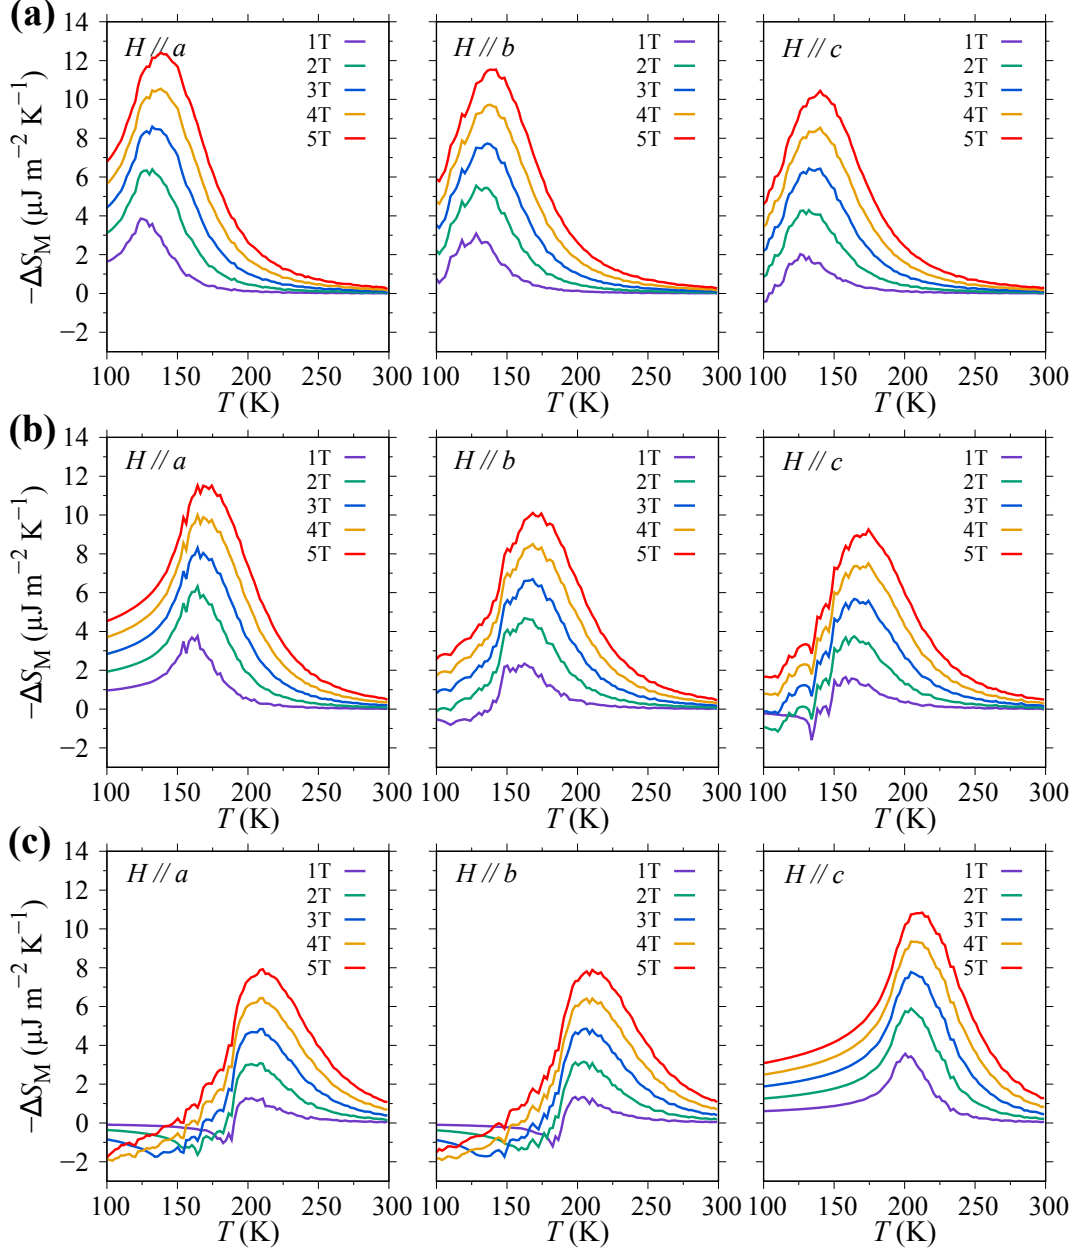 (a)
H // a
1T
2T
3T
4T
5T
H // b
1T
2T
3T
4T
5T
H // c
1T
2T
3T
4T
5T
−ΔS_M (μJ m⁻² K⁻¹)
14
12
10
8
6
4
2
0
−2
100 150 200 250 300
100 150 200 250 300
100 150 200 250 300
T (K)
T (K)
T (K)
(b)
H // a
1T
2T
3T
4T
5T
H // b
1T
2T
3T
4T
5T
H // c
1T
2T
3T
4T
5T
−ΔS_M (μJ m⁻² K⁻¹)
14
12
10
8
6
4
2
0
−2
100 150 200 250 300
100 150 200 250 300
100 150 200 250 300
T (K)
T (K)
T (K)
(c)
H // a
1T
2T
3T
4T
5T
H // b
1T
2T
3T
4T
5T
H // c
1T
2T
3T
4T
5T
−ΔS_M (μJ m⁻² K⁻¹)
14
12
10
8
6
4
2
0
−2
100 150 200 250 300
100 150 200 250 300
100 150 200 250 300
T (K)
T (K)
T (K)